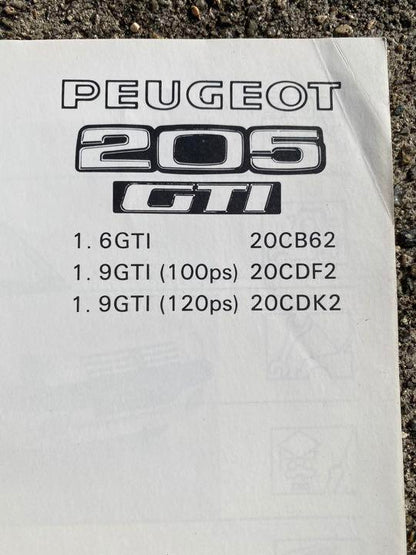 PEUGEOT
205
GTI
1. 6GTI 20CB62
1. 9GTI (100ps) 20CDF2
1. 9GTI (120ps) 20CDK2